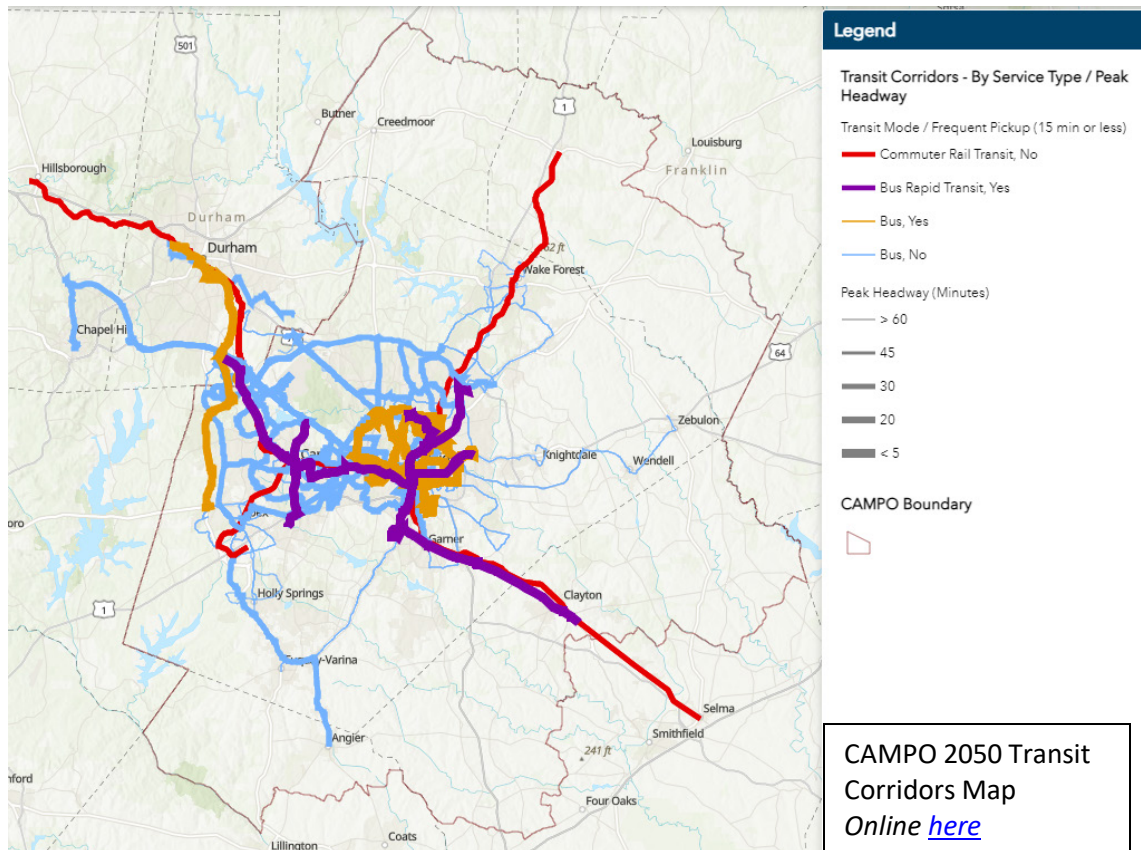 501
1
Butner
Creedmoor
Louisburg
Franklin
Hillsborough
Durham
Durham
Wake Forest
Chapel Hi
64
Zebulon
Knightdale
Wendell
Garner
Clayton
Holly Springs
1
Selma
Smithfield
Angier
241 ft
Four Oaks
Coats
Lillington
Legend
Transit Corridors - By Service Type / Peak
Headway
Transit Mode / Frequent Pickup (15 min or less)
Commuter Rail Transit, No
Bus Rapid Transit, Yes
Bus, Yes
Bus, No
Peak Headway (Minutes)
> 60
45
30
20
< 5
CAMPO Boundary
CAMPO 2050 Transit
Corridors Map
Online here